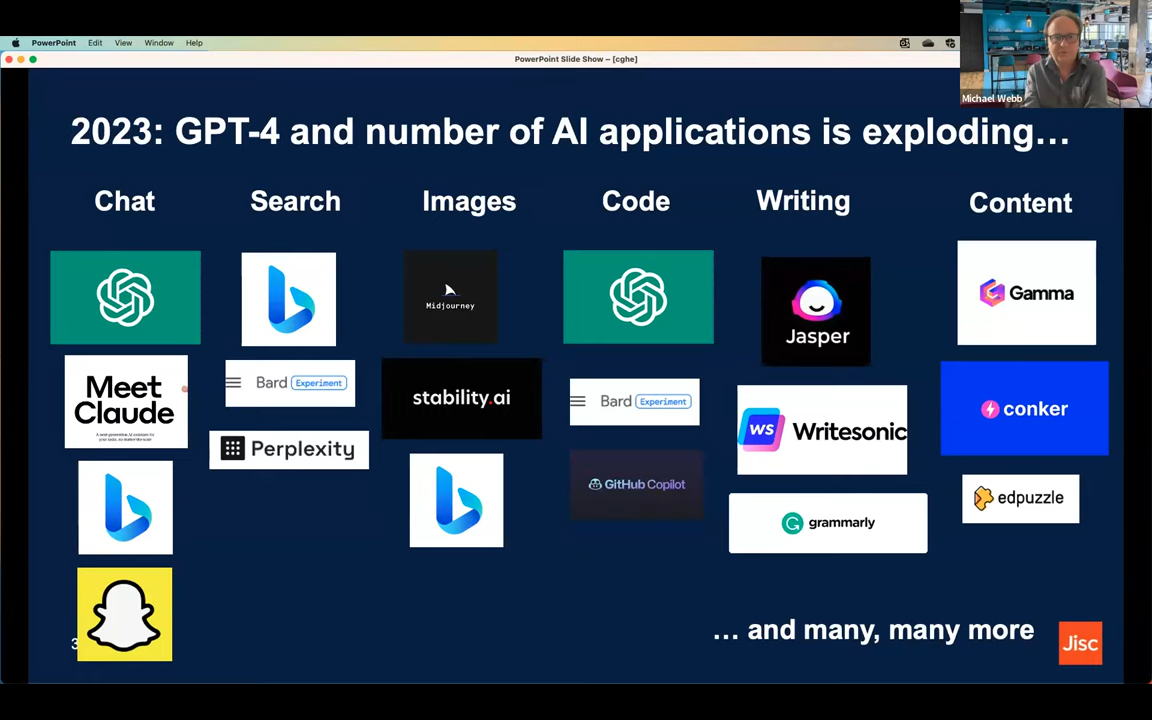 PowerPoint Edit View Window Help
PowerPoint Slide Show – [cghe]
Michael Webb
2023: GPT-4 and number of AI applications is exploding…
Chat Search Images Code Writing Content
Midjourney
Jasper
Gamma
Meet
Claude
Bard Experiment
stability.ai
Bard Experiment
conker
Perplexity
WS Writesonic
GitHub Copilot
grammarly
edpuzzle
… and many, many more
Jisc
3